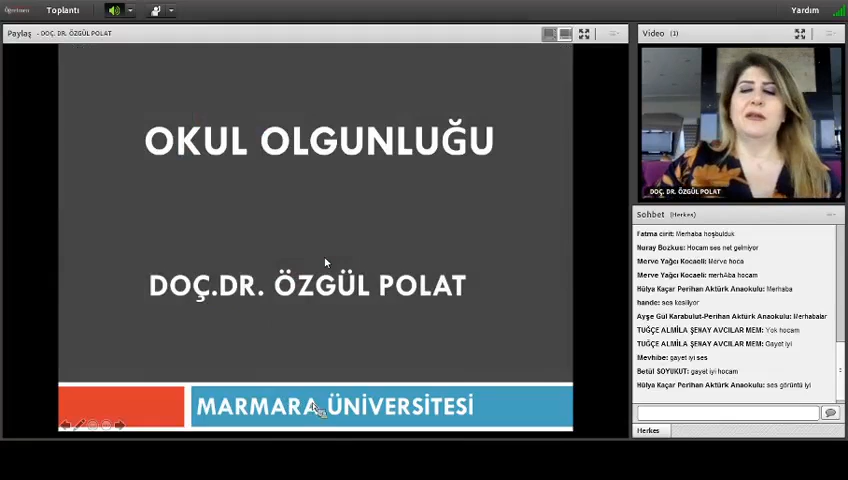 Toplantı
Yardım
Paylaş - DOÇ. DR. ÖZGÜL POLAT
Video (1)
OKUL OLGUNLUĞU
DOÇ.DR. ÖZGÜL POLAT
MARMARA ÜNİVERSİTESİ
DOÇ. DR. ÖZGÜL POLAT
Sohbet (Herkes)
Fatma cirit: Merhaba hoşbulduk
Nuray Bozkus: Hocam ses net gelmiyor
Merve Yağcı Kocaeli: Merve hoca
Merve Yağcı Kocaeli: merhAba hocam
Hülya Kaçar Perihan Aktürk Anaokulu: Merhaba
hande: ses kesiliyor
Ayşe Gül Karabulut-Perihan Aktürk Anaokulu: Merhabalar
TUĞÇE ALMİLA ŞENAY AVCILAR MEM: Yok hocam
TUĞÇE ALMİLA ŞENAY AVCILAR MEM: Gayet iyi
Mevhibe: gayet iyi ses
Betül SOYUKUT: gayet iyi hocam
Hülya Kaçar Perihan Aktürk Anaokulu: ses görüntü iyi
Herkes